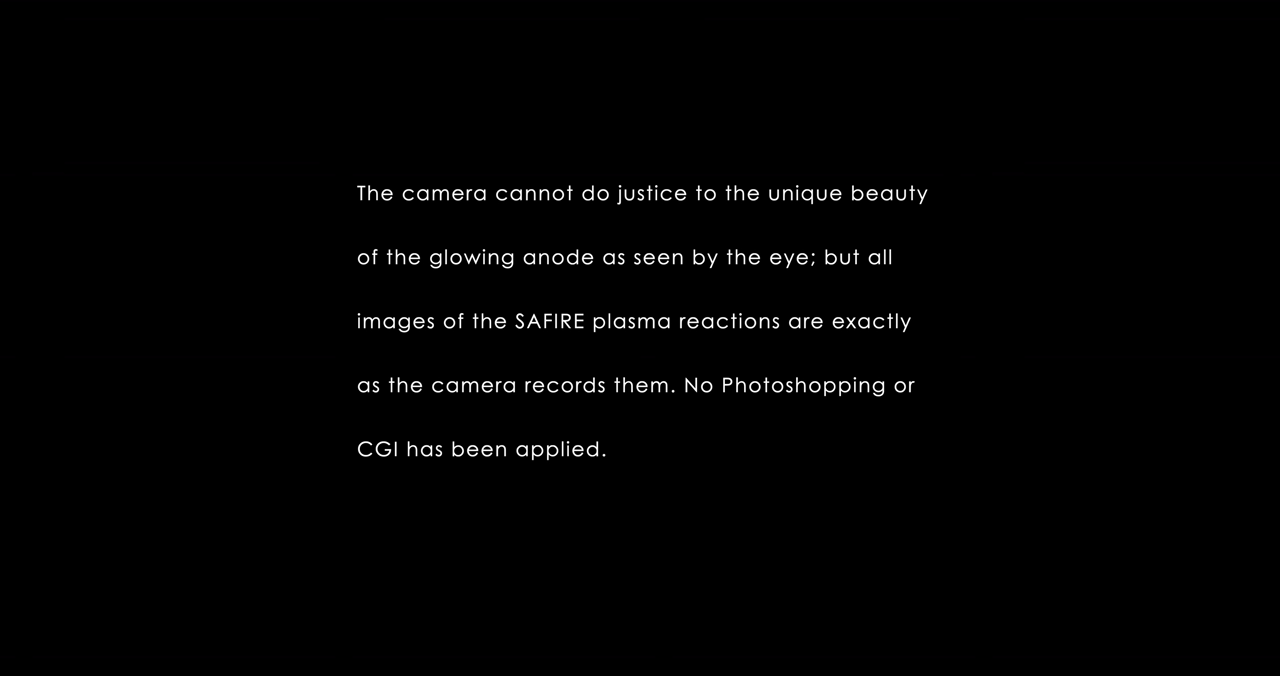 The camera cannot do justice to the unique beauty
of the glowing anode as seen by the eye; but all
images of the SAFIRE plasma reactions are exactly
as the camera records them. No Photoshopping or
CGI has been applied.